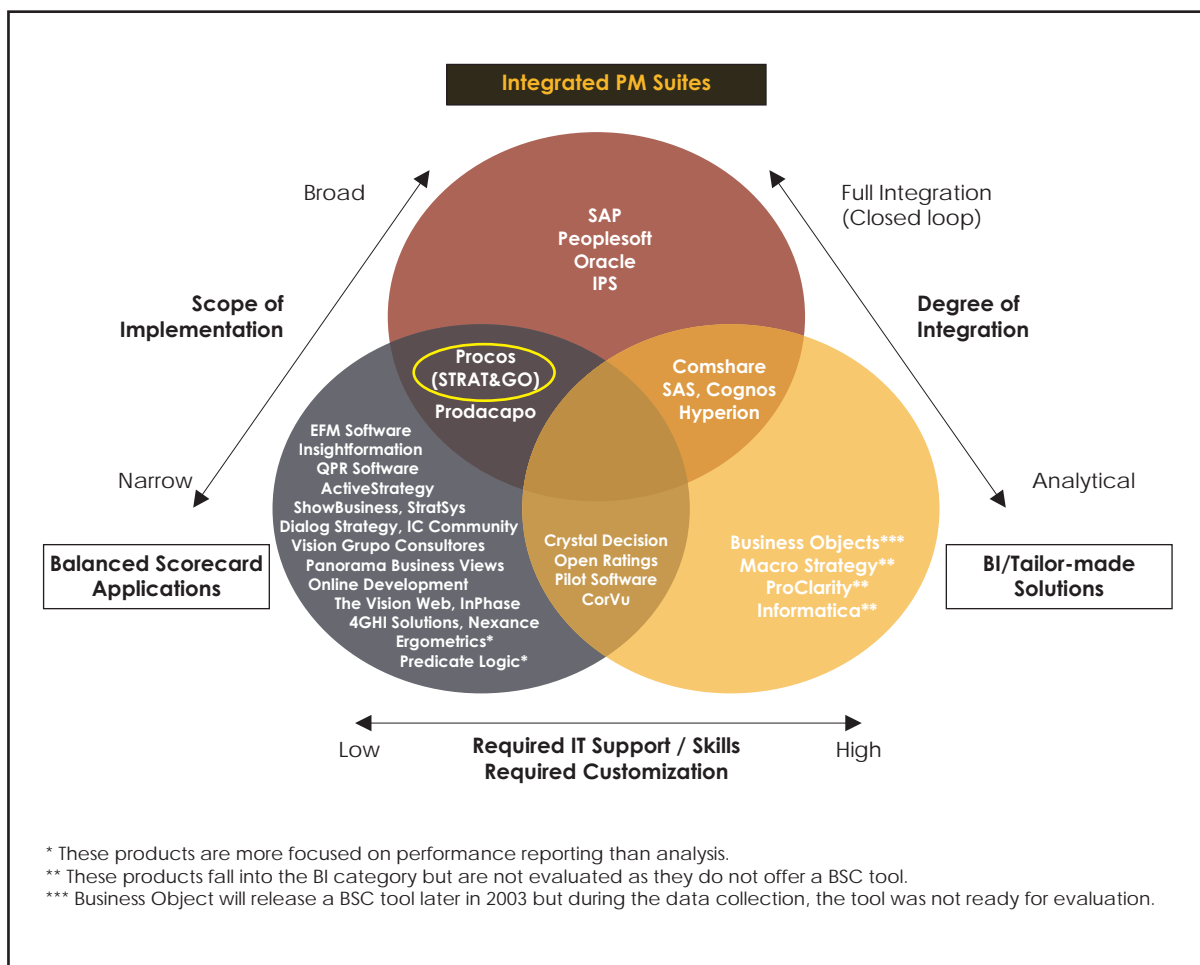 Integrated PM Suites
Broad
Full Integration
(Closed loop)
SAP
Peoplesoft
Oracle
IPS
Scope of
Implementation
Degree of
Integration
Procos
(STRAT&GO)
Prodacapo
Comshare
SAS, Cognos
Hyperion
EFM Software
Insightformation
QPR Software
ActiveStrategy
ShowBusiness, StratSys
Dialog Strategy, IC Community
Vision Grupo Consultores
Panorama Business Views
Online Development
The Vision Web, InPhase
4GHI Solutions, Nexance
Ergometrics*
Predicate Logic*
Narrow
Analytical
Balanced Scorecard
Applications
Crystal Decision
Open Ratings
Pilot Software
CorVu
Business Objects***
Macro Strategy**
ProClarity**
Informatica**
BI/Tailor-made
Solutions
Low
Required IT Support / Skills
Required Customization
High
* These products are more focused on performance reporting than analysis.
** These products fall into the BI category but are not evaluated as they do not offer a BSC tool.
*** Business Object will release a BSC tool later in 2003 but during the data collection, the tool was not ready for evaluation.